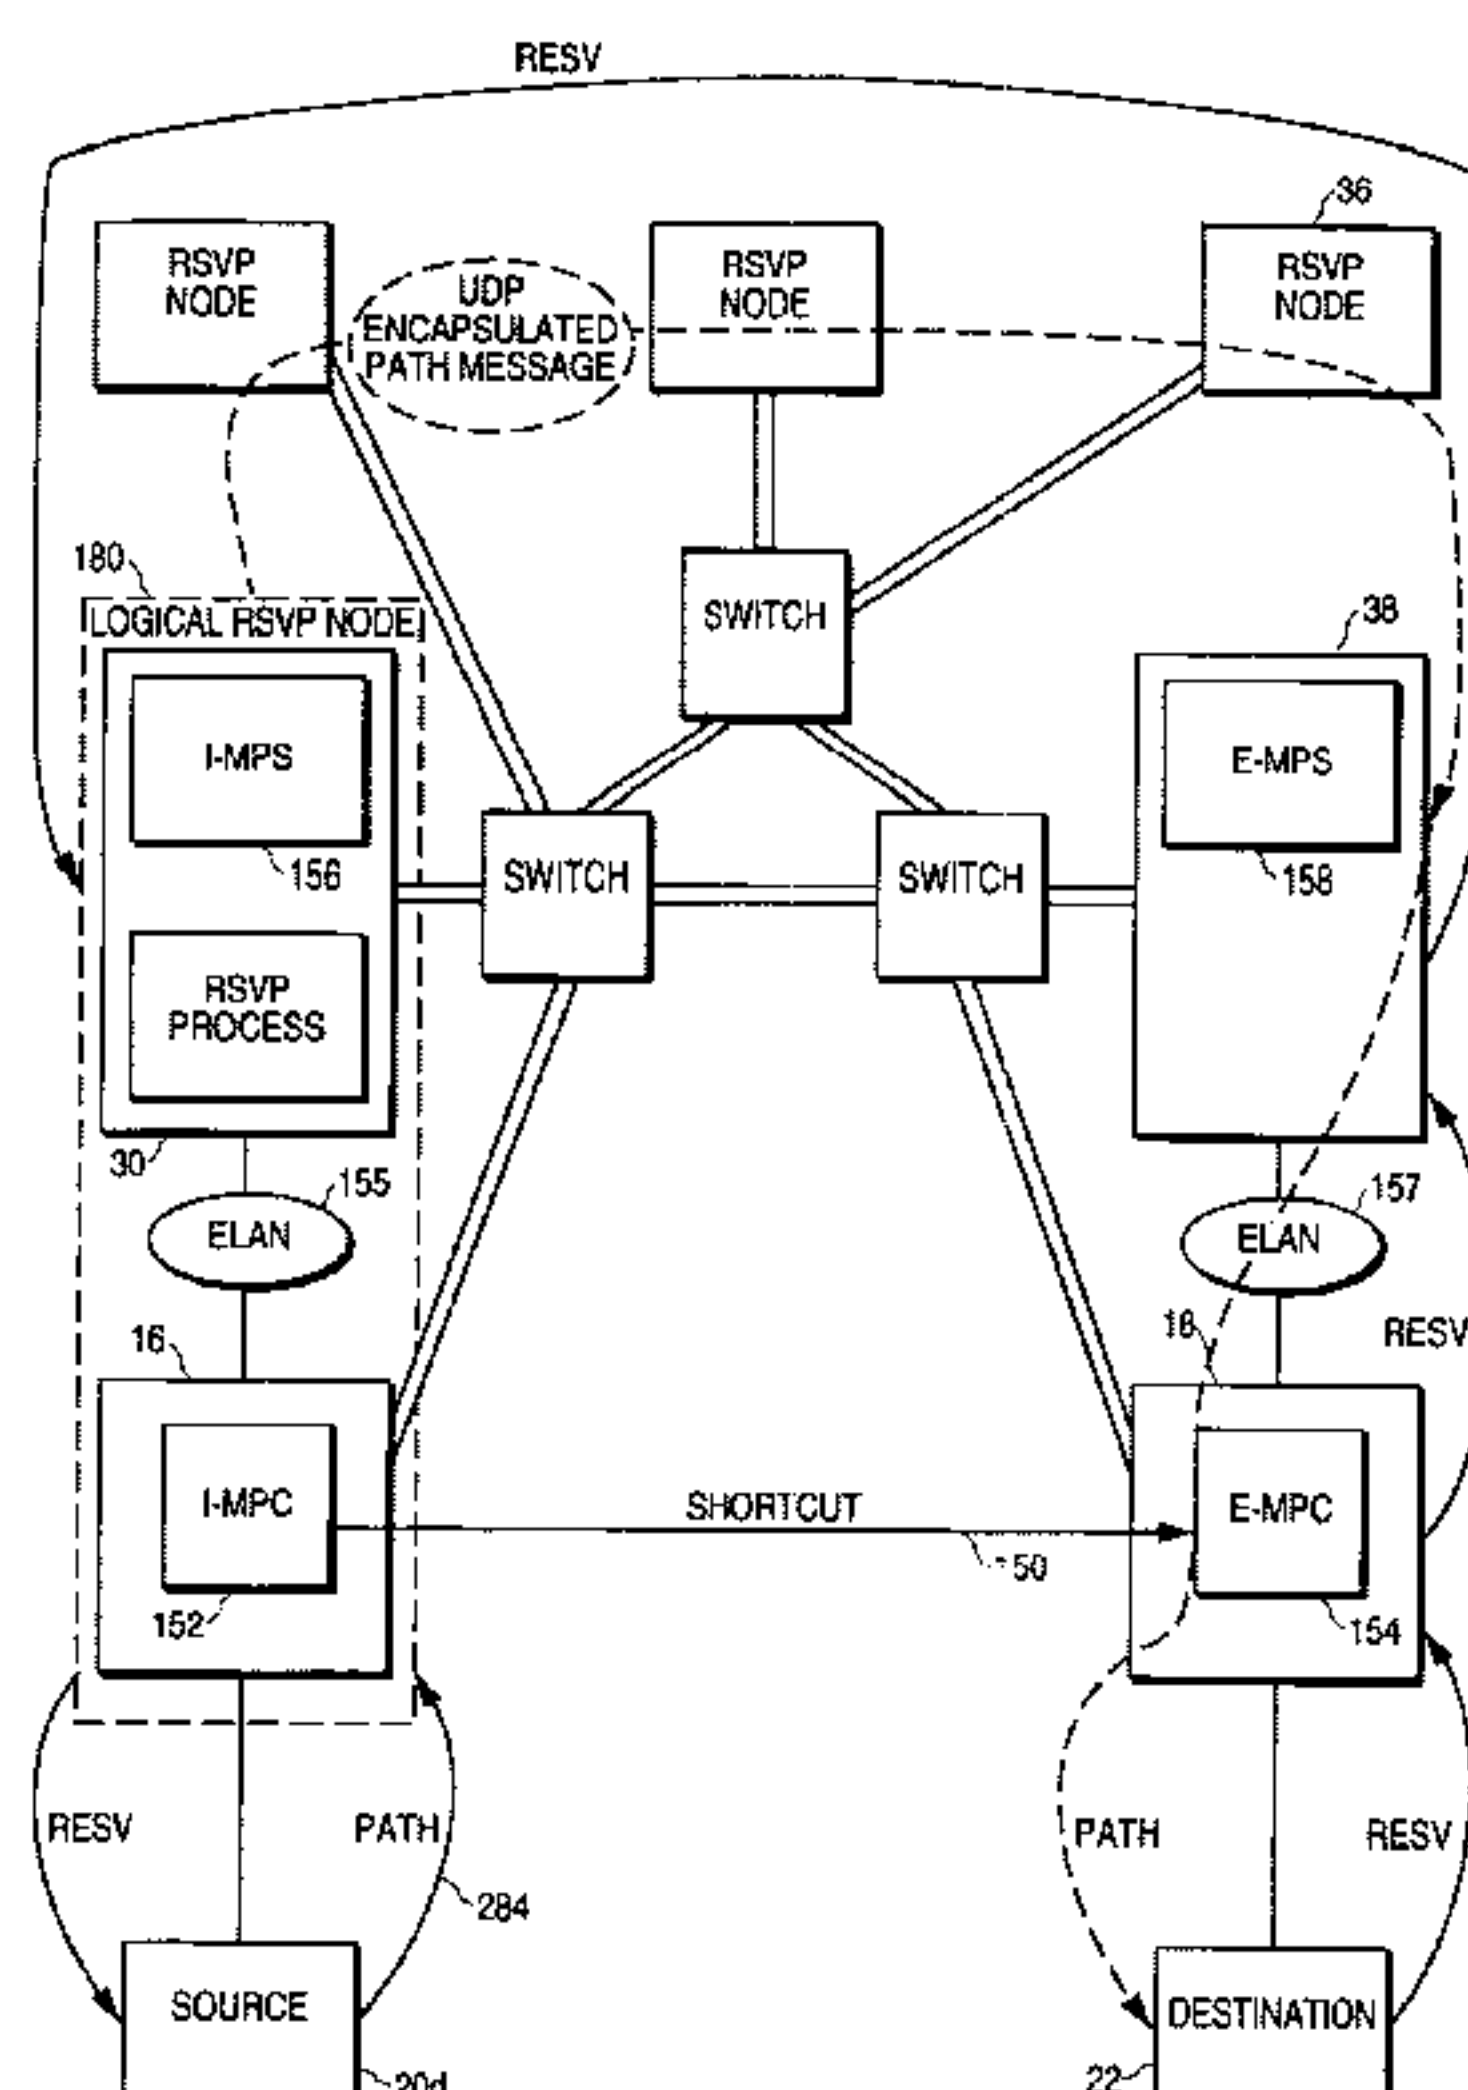 RESV
36
RSVP
NODE
RSVP
NODE
RSVP
NODE
UDP
ENCAPSULATED
PATH MESSAGE
180
LOGICAL RSVP NODE
SWITCH
38
I-MPS
E-MPS
156
SWITCH
SWITCH
158
RSVP
PROCESS
30
155
157
ELAN
ELAN
16
18
RESV
I-MPC
SHORTCUT
E-MPC
152
154
RESV
PATH
PATH
RESV
284
SOURCE
DESTINATION
20d
22